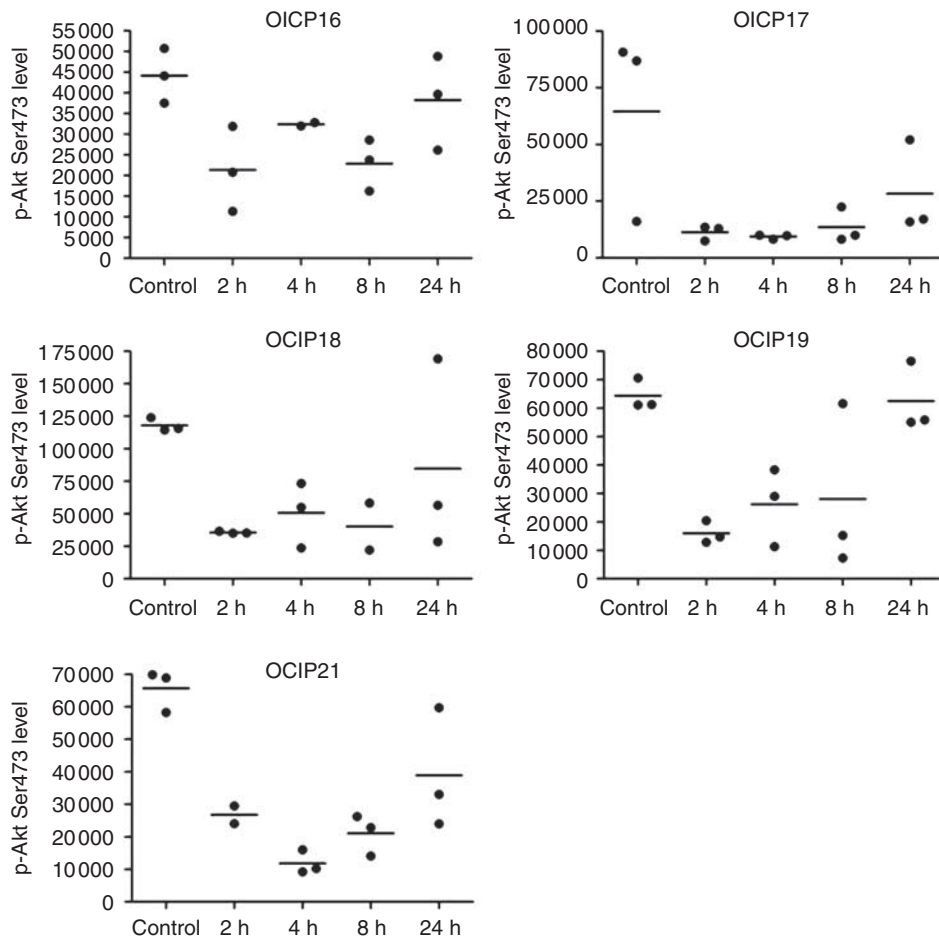 OICP16
p-Akt Ser473 level
55 000
50 000
45 000
40 000
35 000
30 000
25 000
20 000
15 000
10 000
5000
0
Control 2 h 4 h 8 h 24 h
OICP17
p-Akt Ser473 level
100 000
75 000
50 000
25 000
0
Control 2 h 4 h 8 h 24 h
OCIP18
p-Akt Ser473 level
175 000
150 000
125 000
100 000
75 000
50 000
25 000
0
Control 2 h 4 h 8 h 24 h
OCIP19
p-Akt Ser473 level
80 000
70 000
60 000
50 000
40 000
30 000
20 000
10 000
0
Control 2 h 4 h 8 h 24 h
OCIP21
p-Akt Ser473 level
70 000
60 000
50 000
40 000
30 000
20 000
10 000
0
Control 2 h 4 h 8 h 24 h